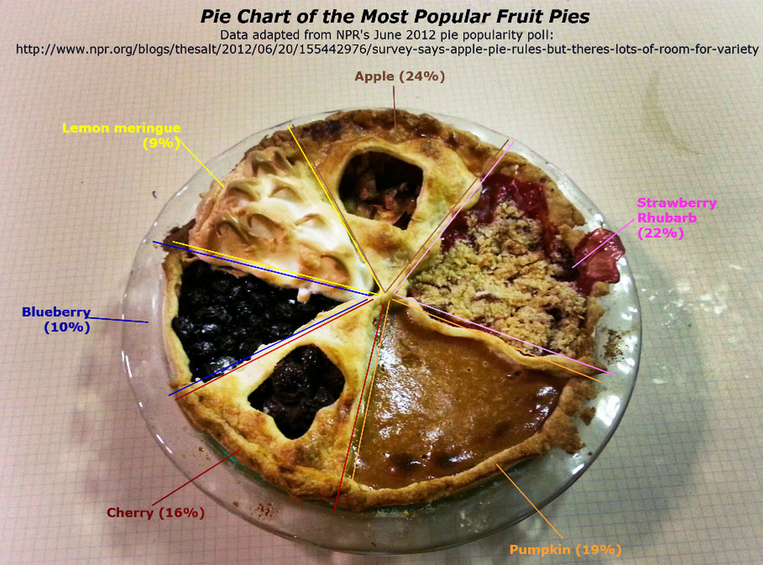 Pie Chart of the Most Popular Fruit Pies
Data adapted from NPR's June 2012 pie popularity poll:
http://www.npr.org/blogs/thesalt/2012/06/20/155442976/survey-says-apple-pie-rules-but-theres-lots-of-room-for-variety
Apple (24%)
Lemon meringue
(9%)
Strawberry
Rhubarb
(22%)
Blueberry
(10%)
Cherry (16%)
Pumpkin (19%)